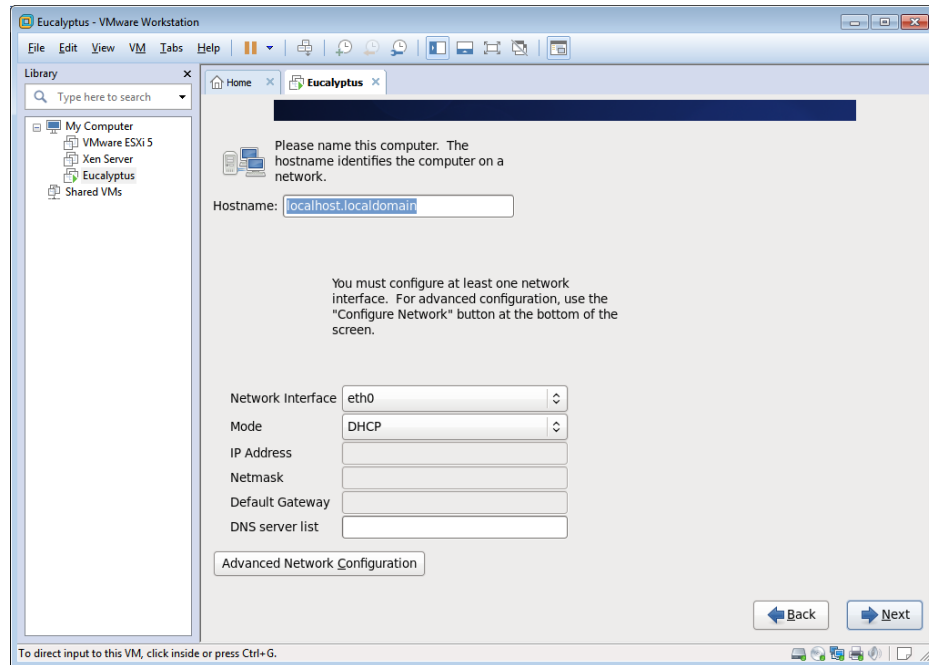 Eucalyptus - VMware Workstation
File Edit View VM Tabs Help
Library
Type here to search
My Computer
VMware ESXi 5
Xen Server
Eucalyptus
Shared VMs
Home
Eucalyptus
Please name this computer. The
hostname identifies the computer on a
network.
Hostname: localhost.localdomain
You must configure at least one network
interface. For advanced configuration, use the
"Configure Network" button at the bottom of the
screen.
Network Interface eth0
Mode DHCP
IP Address
Netmask
Default Gateway
DNS server list
Advanced Network Configuration
Back Next
To direct input to this VM, click inside or press Ctrl+G.